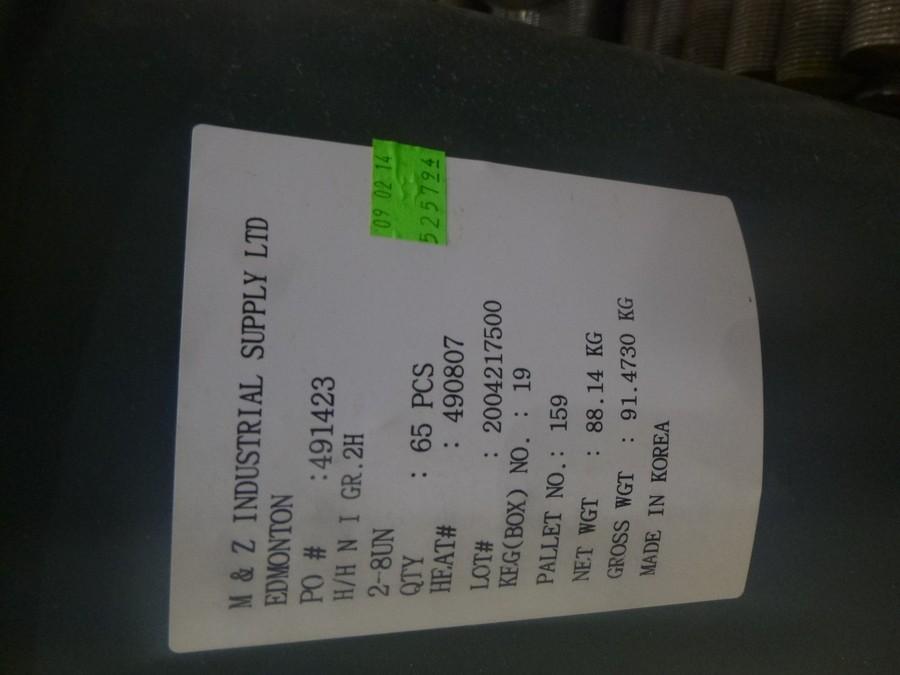 M & Z INDUSTRIAL SUPPLY LTD
EDMONTON
PO # :491423
H/H N I GR.2H
2-8UN
QTY : 65 PCS
HEAT# : 490807
LOT# : 2004217500
KEG(BOX) NO. : 19
PALLET NO.: 159
NET WGT : 88.14 KG
GROSS WGT : 91.4730 KG
MADE IN KOREA
09 02 14
525794